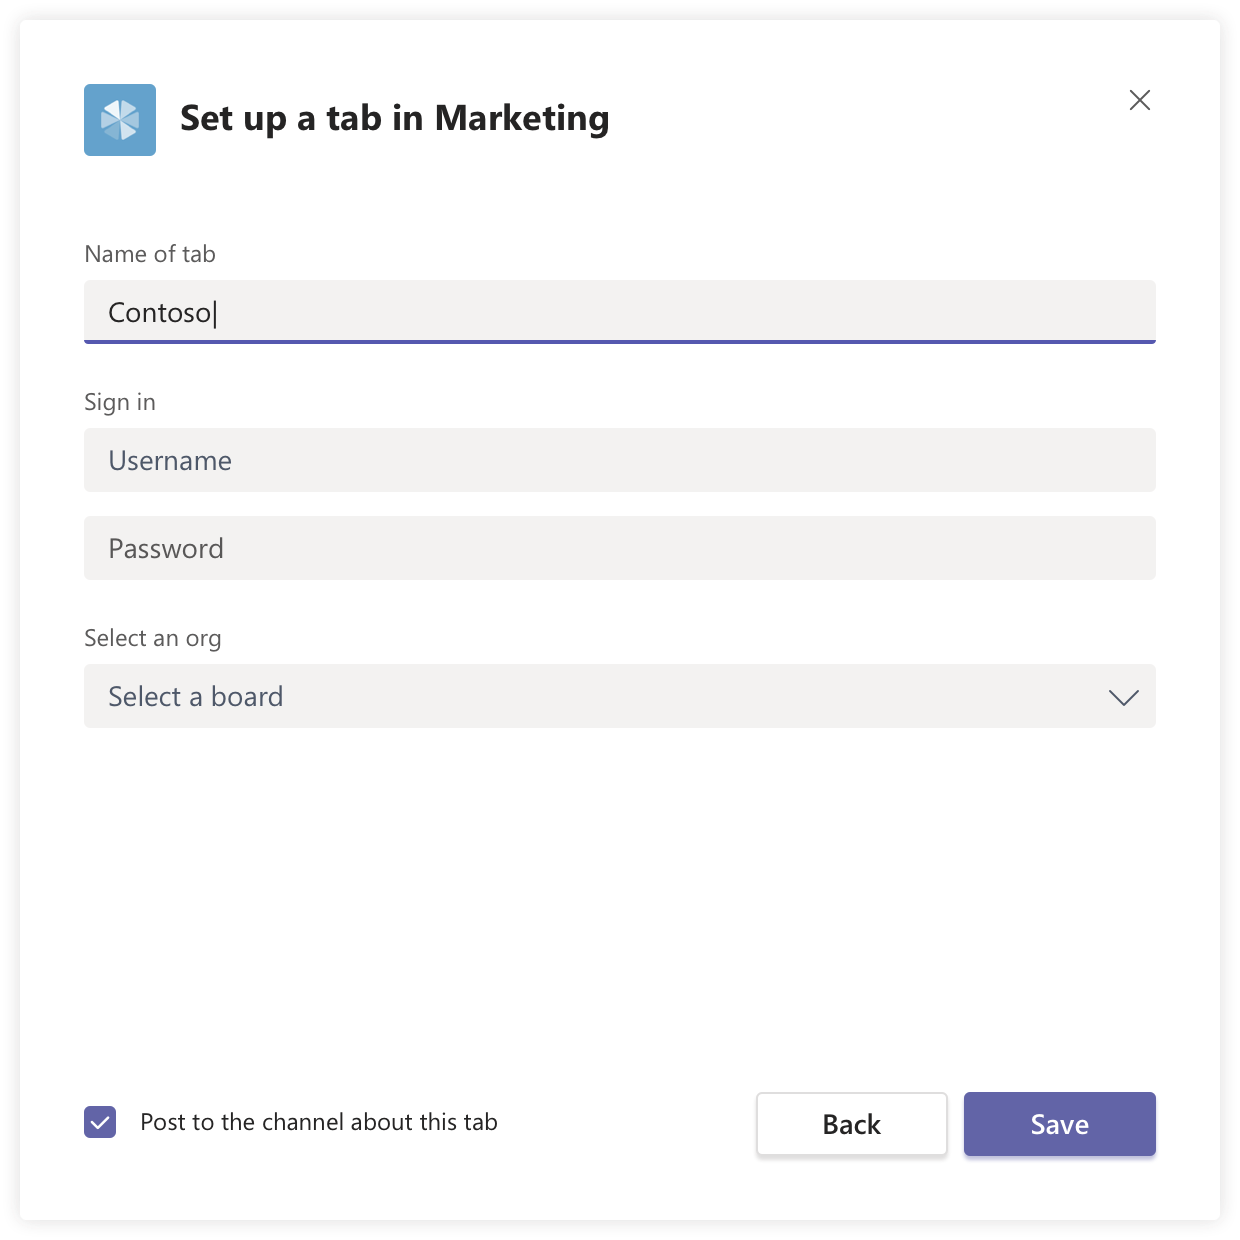 Set up a tab in Marketing
Name of tab
Contoso
Sign in
Username
Password
Select an org
Select a board
Post to the channel about this tab
Back
Save